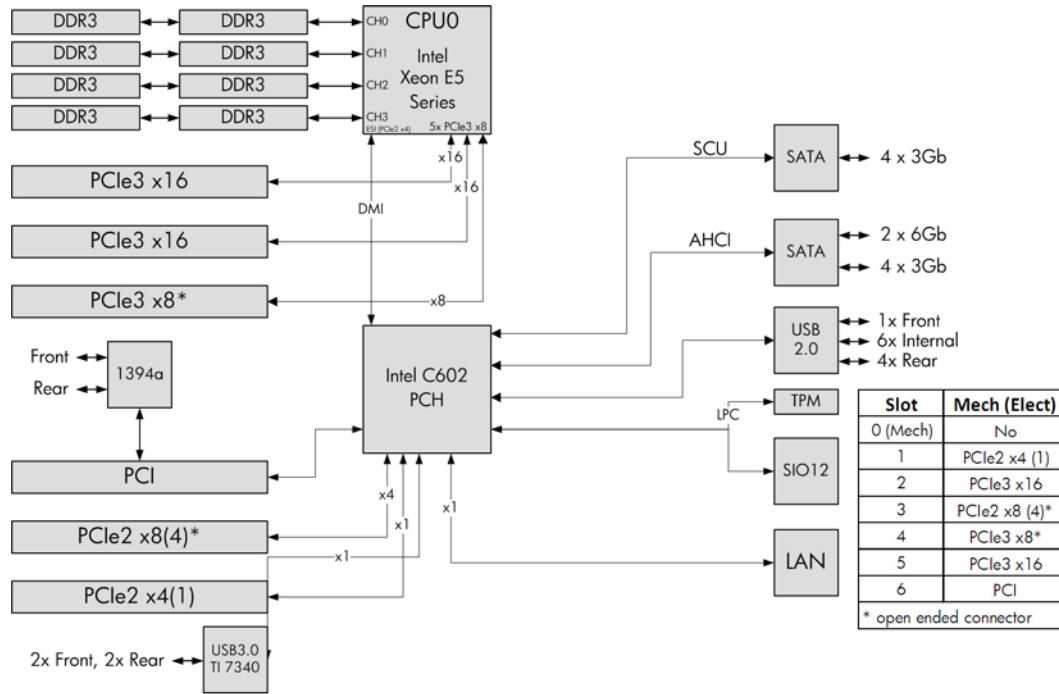 DDR3 DDR3 CH0 CPU0
DDR3 DDR3 CH1 Intel
DDR3 DDR3 CH2 Xeon E5
Series
DDR3 DDR3 CH3
ESI (PCIe2 x4) 5x PCIe3 x8
PCIe3 x16 x16
x16
DMI
PCIe3 x16
PCIe3 x8* x8
SCU SATA 4 x 3Gb
AHCI SATA 2 x 6Gb
4 x 3Gb
USB
2.0
1x Front
6x Internal
4x Rear
Front
Rear
1394a
Intel C602
PCH
LPC TPM
SIO12
PCI
x4
x1
x1
x1
PCIe2 x8(4)*
PCIe2 x4(1)
LAN
2x Front, 2x Rear
USB3.0
TI 7340
Slot Mech (Elect)
0 (Mech) No
1 PCIe2 x4 (1)
2 PCIe3 x16
3 PCIe2 x8 (4)*
4 PCIe3 x8*
5 PCIe3 x16
6 PCI
* open ended connector